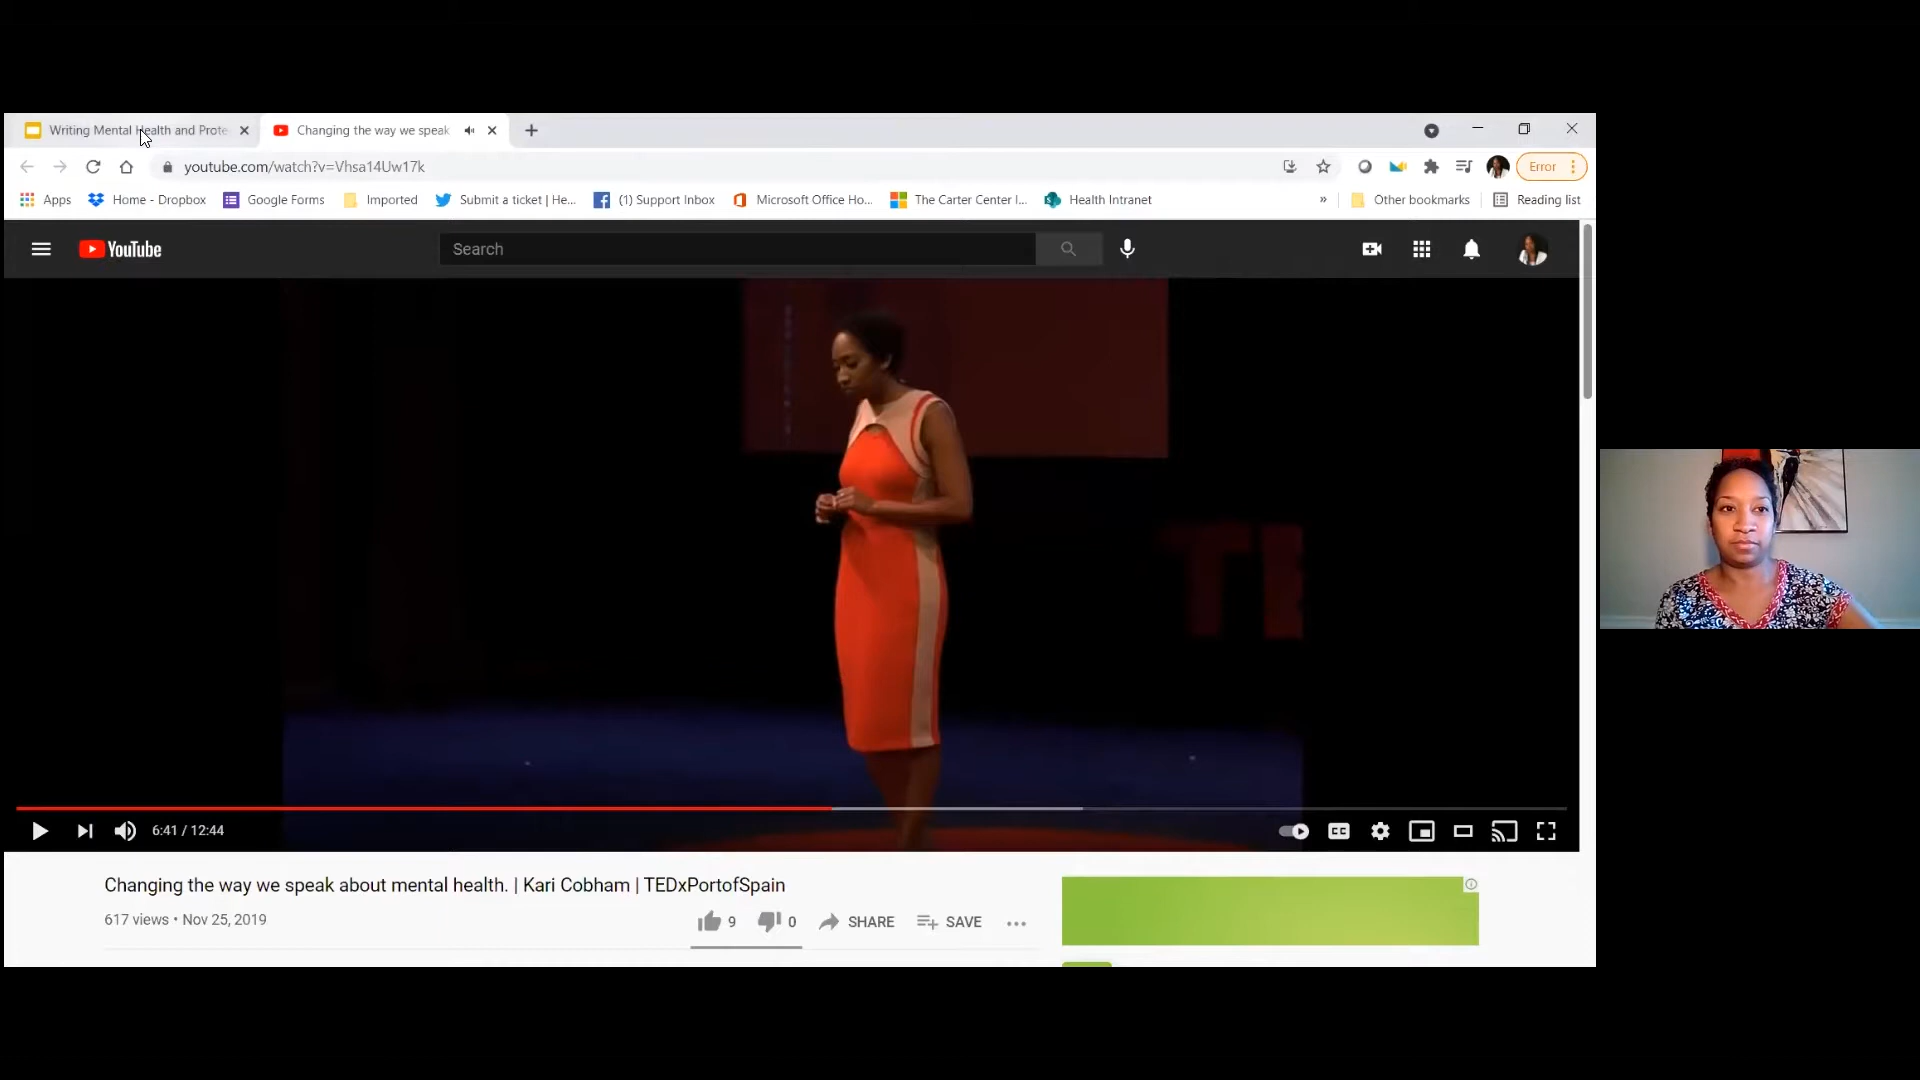 Writing Mental Health and Prote
Changing the way we speak
youtube.com/watch?v=Vhsa14Uw17k
Error
Apps
Home - Dropbox
Google Forms
Imported
Submit a ticket | He...
(1) Support Inbox
Microsoft Office Ho...
The Carter Center I...
Health Intranet
»
Other bookmarks
Reading list
YouTube
Search
TE
6:41 / 12:44
CC
Changing the way we speak about mental health. | Kari Cobham | TEDxPortofSpain
617 views • Nov 25, 2019
9
0
SHARE
SAVE